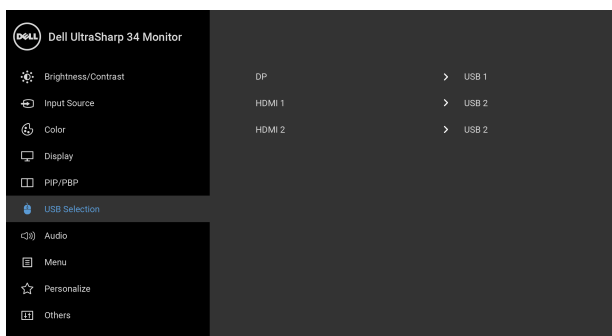 DELL Dell UltraSharp 34 Monitor
Brightness/Contrast DP USB 1
Input Source HDMI 1 USB 2
Color HDMI 2 USB 2
Display
PIP/PBP
USB Selection
Audio
Menu
Personalize
Others